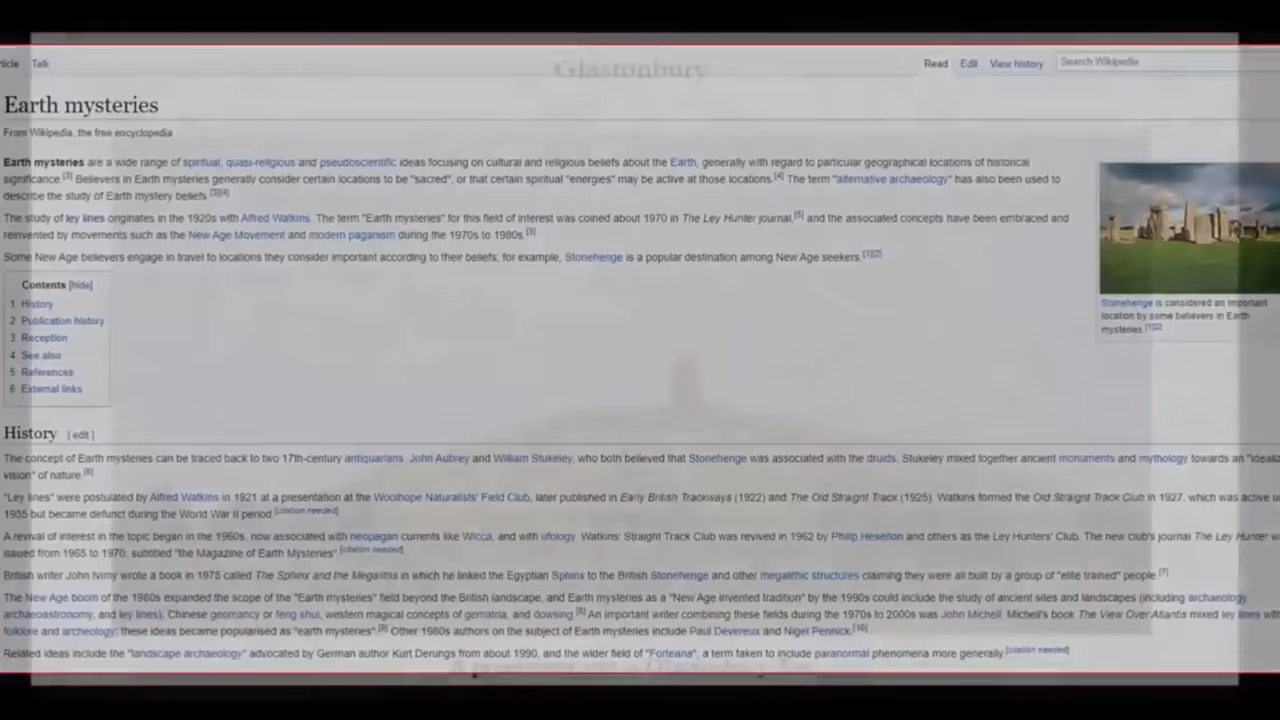 Glastonbury
Talk
Read Edit View history Search Wikipedia
Earth mysteries
From Wikipedia, the free encyclopedia
Earth mysteries are a wide range of spiritual, quasi-religious and pseudoscientific ideas focusing on cultural and religious beliefs about the Earth, generally with regard to particular geographical locations of historical
significance.[3] Believers in Earth mysteries generally consider certain locations to be "sacred", or that certain spiritual "energies" may be active at those locations.[4] The term "alternative archaeology" has also been used to
describe the study of Earth mystery beliefs.[3][4]
The study of ley lines originates in the 1920s with Alfred Watkins. The term "Earth mysteries" for this field of interest was coined about 1970 in The Ley Hunter journal,[5] and the associated concepts have been embraced and
reinvented by movements such as the New Age Movement and modern paganism during the 1970s to 1980s.[3]
Some New Age believers engage in travel to locations they consider important according to their beliefs; for example, Stonehenge is a popular destination among New Age seekers.[1][2]
Stonehenge is considered an important
location by some believers in Earth
mysteries.[1][2]
Contents [hide]
1 History
2 Publication history
3 Reception
4 See also
5 References
6 External links
History [ edit ]
The concept of Earth mysteries can be traced back to two 17th-century antiquarians, John Aubrey and William Stukeley, who both believed that Stonehenge was associated with the druids. Stukeley mixed together ancient monuments and mythology towards an
vision" of nature.[6]
"Ley lines" were postulated by Alfred Watkins in 1921 at a presentation at the Woolhope Naturalists' Field Club, later published in Early British Trackways (1922) and The Old Straight Track (1925). Watkins formed the Old Straight Track Club in 1927, which was active
1935 but became defunct during the World War II period.[citation needed]
A revival of interest in the topic began in the 1960s, now associated with neopagan currents like Wicca, and with ufology. Watkins' Straight Track Club was revived in 1962 by Philip Heselton and others as the Ley Hunters' Club. The new club's journal The Ley Hunter
issued from 1965 to 1970, subtitled "the Magazine of Earth Mysteries".[citation needed]
British writer John Ivimy wrote a book in 1975 called The Sphinx and the Megaliths in which he linked the Egyptian Sphinx to the British Stonehenge and other megalithic structures claiming they were all built by a group of "elite trained" people.[7]
The New Age boom of the 1980s expanded the scope of the "Earth mysteries" field beyond the British landscape, and Earth mysteries as a "New Age invented tradition" by the 1990s could include the study of ancient sites and landscapes (including archaeology
archaeoastronomy, and ley lines), Chinese geomancy or feng shui, western magical concepts of gematria, and dowsing.[8] An important writer combining these fields during the 1970s to 2000s was John Michell. Michell's book The View Over Atlantis mixed ley lines
folklore and archeology; these ideas became popularised as "earth mysteries".[9] Other 1980s authors on the subject of Earth mysteries include Paul Devereux and Nigel Pennick.[10]
Related ideas include the "landscape archaeology" advocated by German author Kurt Derungs from about 1990, and the wider field of "Forteana", a term taken to include paranormal phenomena more generally.[citation needed]